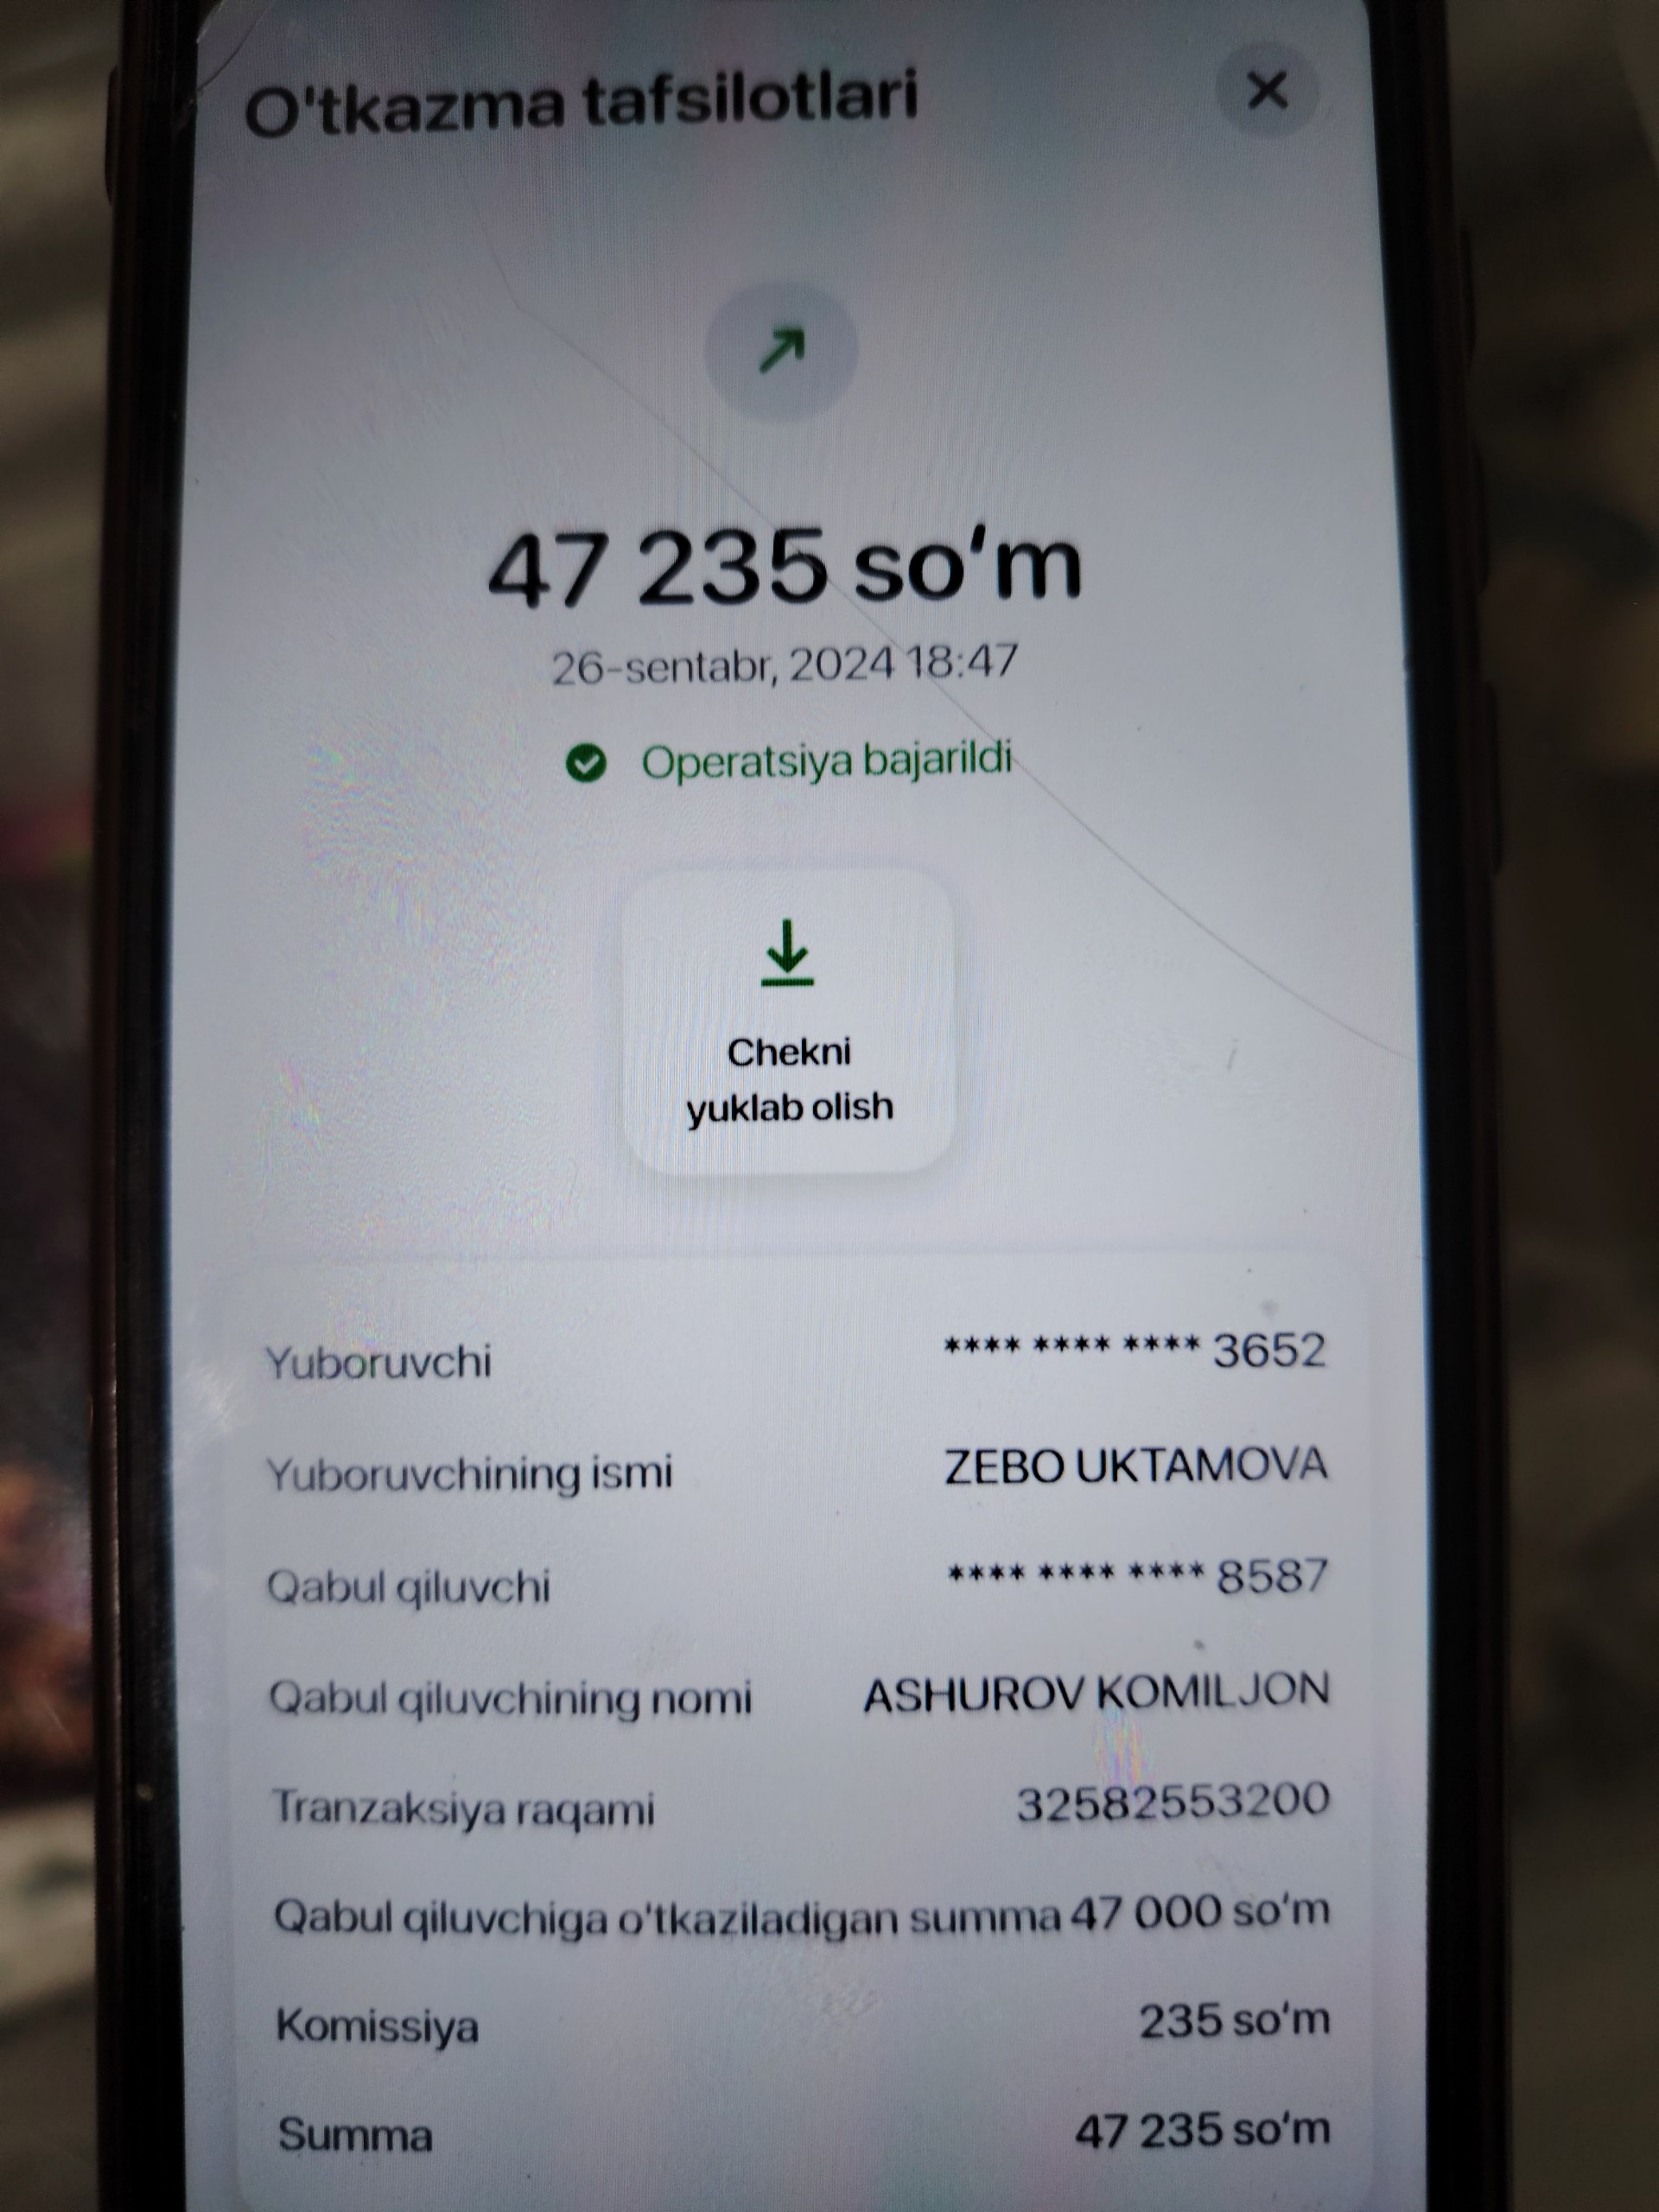 O'tkazma tafsilotlari
47 235 so‘m
26-sentabr, 2024 18:47
Operatsiya bajarildi
Chekni
yuklab olish
Yuboruvchi **** **** **** 3652
Yuboruvchining ismi ZEBO UKTAMOVA
Qabul qiluvchi **** **** **** 8587
Qabul qiluvchining nomi ASHUROV KOMILJON
Tranzaksiya raqami 32582553200
Qabul qiluvchiga o'tkaziladigan summa 47 000 so‘m
Komissiya 235 so‘m
Summa 47 235 so‘m